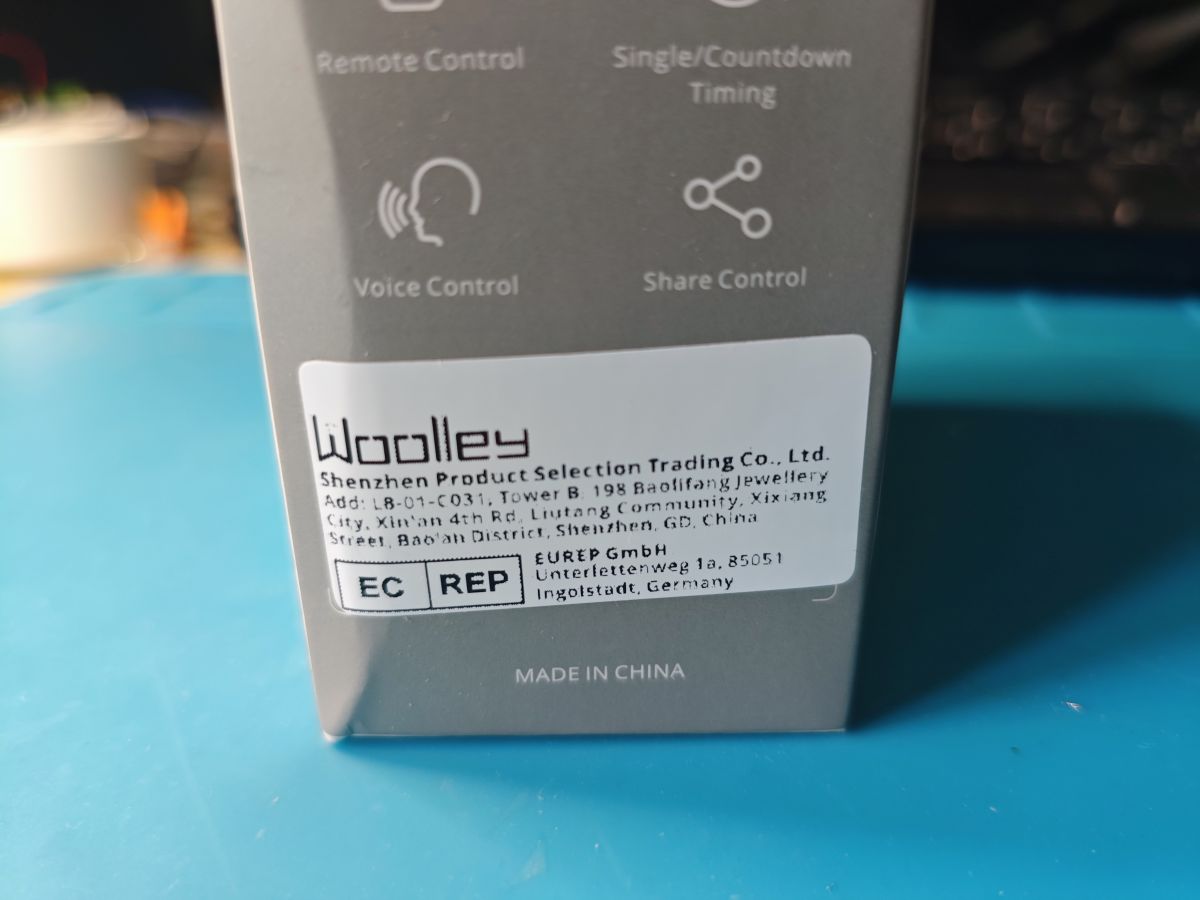 Remote Control
Single/Countdown
Timing
Voice Control
Share Control
Woolley
Shenzhen Product Selection Trading Co., Ltd.
Add: L8-01-C031, Tower B, 198 Baolifang Jewellery
City, Xin'an 4th Rd, Liutang Community, Xixiang
Street, Bao'an District, Shenzhen, GD, China
EC REP
EUREP GmbH
Unterlettenweg 1a, 85051
Ingolstadt, Germany
MADE IN CHINA